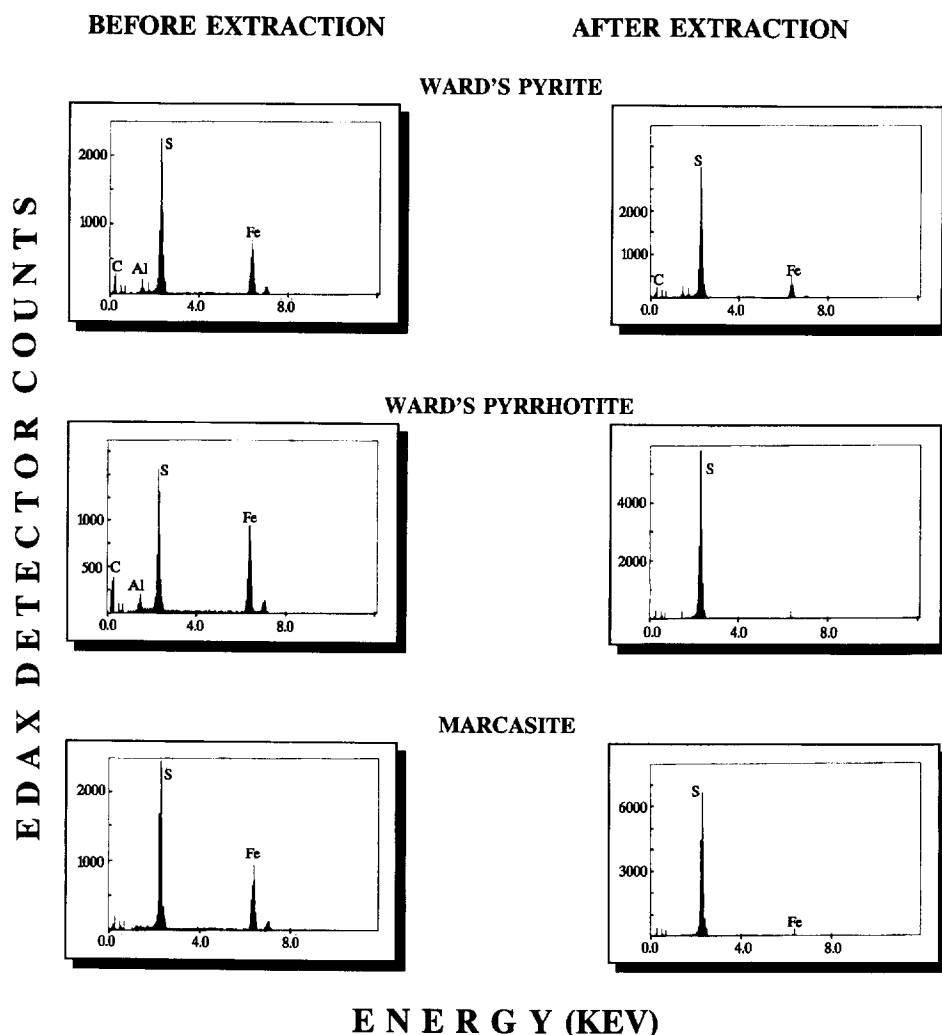 BEFORE EXTRACTION
AFTER EXTRACTION
WARD'S PYRITE
2000
1000
S
Fe
C
Al
0.0
4.0
8.0
2000
1000
S
Fe
C
0.0
4.0
8.0
WARD'S PYRRHOTITE
1000
500
S
Fe
C
Al
0.0
4.0
8.0
4000
2000
S
0.0
4.0
8.0
MARCASITE
2000
1000
S
Fe
0.0
4.0
8.0
6000
3000
S
Fe
0.0
4.0
8.0
EDAX DETECTOR COUNTS
ENERGY (KEV)